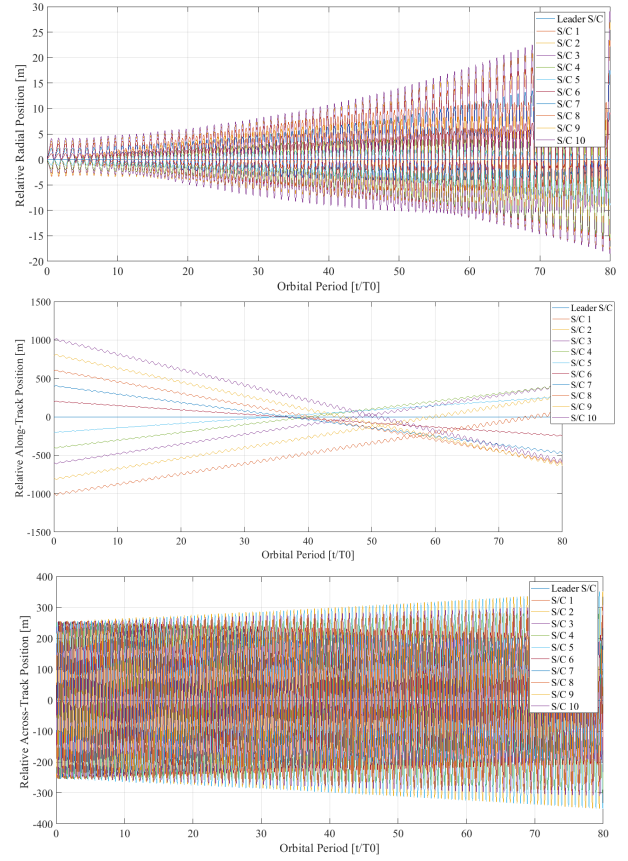 30
25
20
15
10
5
0
-5
-10
-15
-20
Relative Radial Position [m]
0 10 20 30 40 50 60 70 80
Orbital Period [t/T0]
Leader S/C
S/C 1
S/C 2
S/C 3
S/C 4
S/C 5
S/C 6
S/C 7
S/C 8
S/C 9
S/C 10
1500
1000
500
0
-500
-1000
-1500
Relative Along-Track Position [m]
0 10 20 30 40 50 60 70 80
Orbital Period [t/T0]
Leader S/C
S/C 1
S/C 2
S/C 3
S/C 4
S/C 5
S/C 6
S/C 7
S/C 8
S/C 9
S/C 10
400
300
200
100
0
-100
-200
-300
-400
Relative Across-Track Position [m]
0 10 20 30 40 50 60 70 80
Orbital Period [t/T0]
Leader S/C
S/C 1
S/C 2
S/C 3
S/C 4
S/C 5
S/C 6
S/C 7
S/C 8
S/C 9
S/C 10